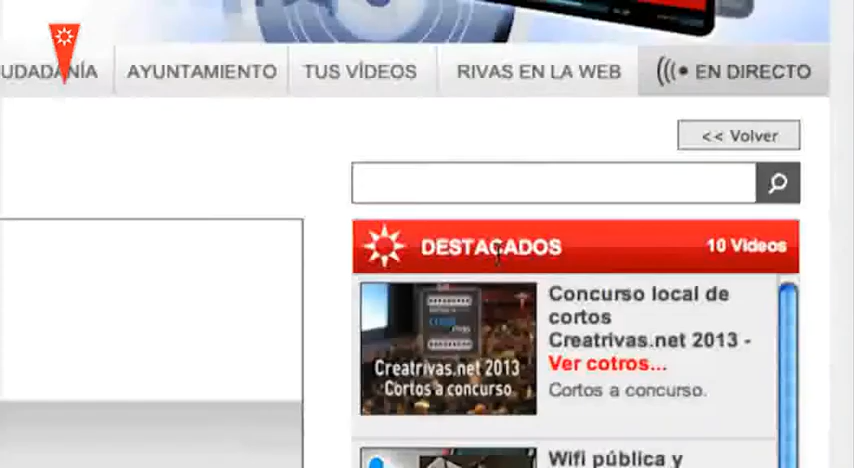 UDADANÍA
AYUNTAMIENTO
TUS VÍDEOS
RIVAS EN LA WEB
EN DIRECTO
<< Volver
DESTACADOS
10 Videos
Concurso local de
cortos
Creatrivas.net 2013 -
Ver cotros...
Cortos a concurso.
Creatrivas.net 2013
Cortos a concurso
Wifi pública y